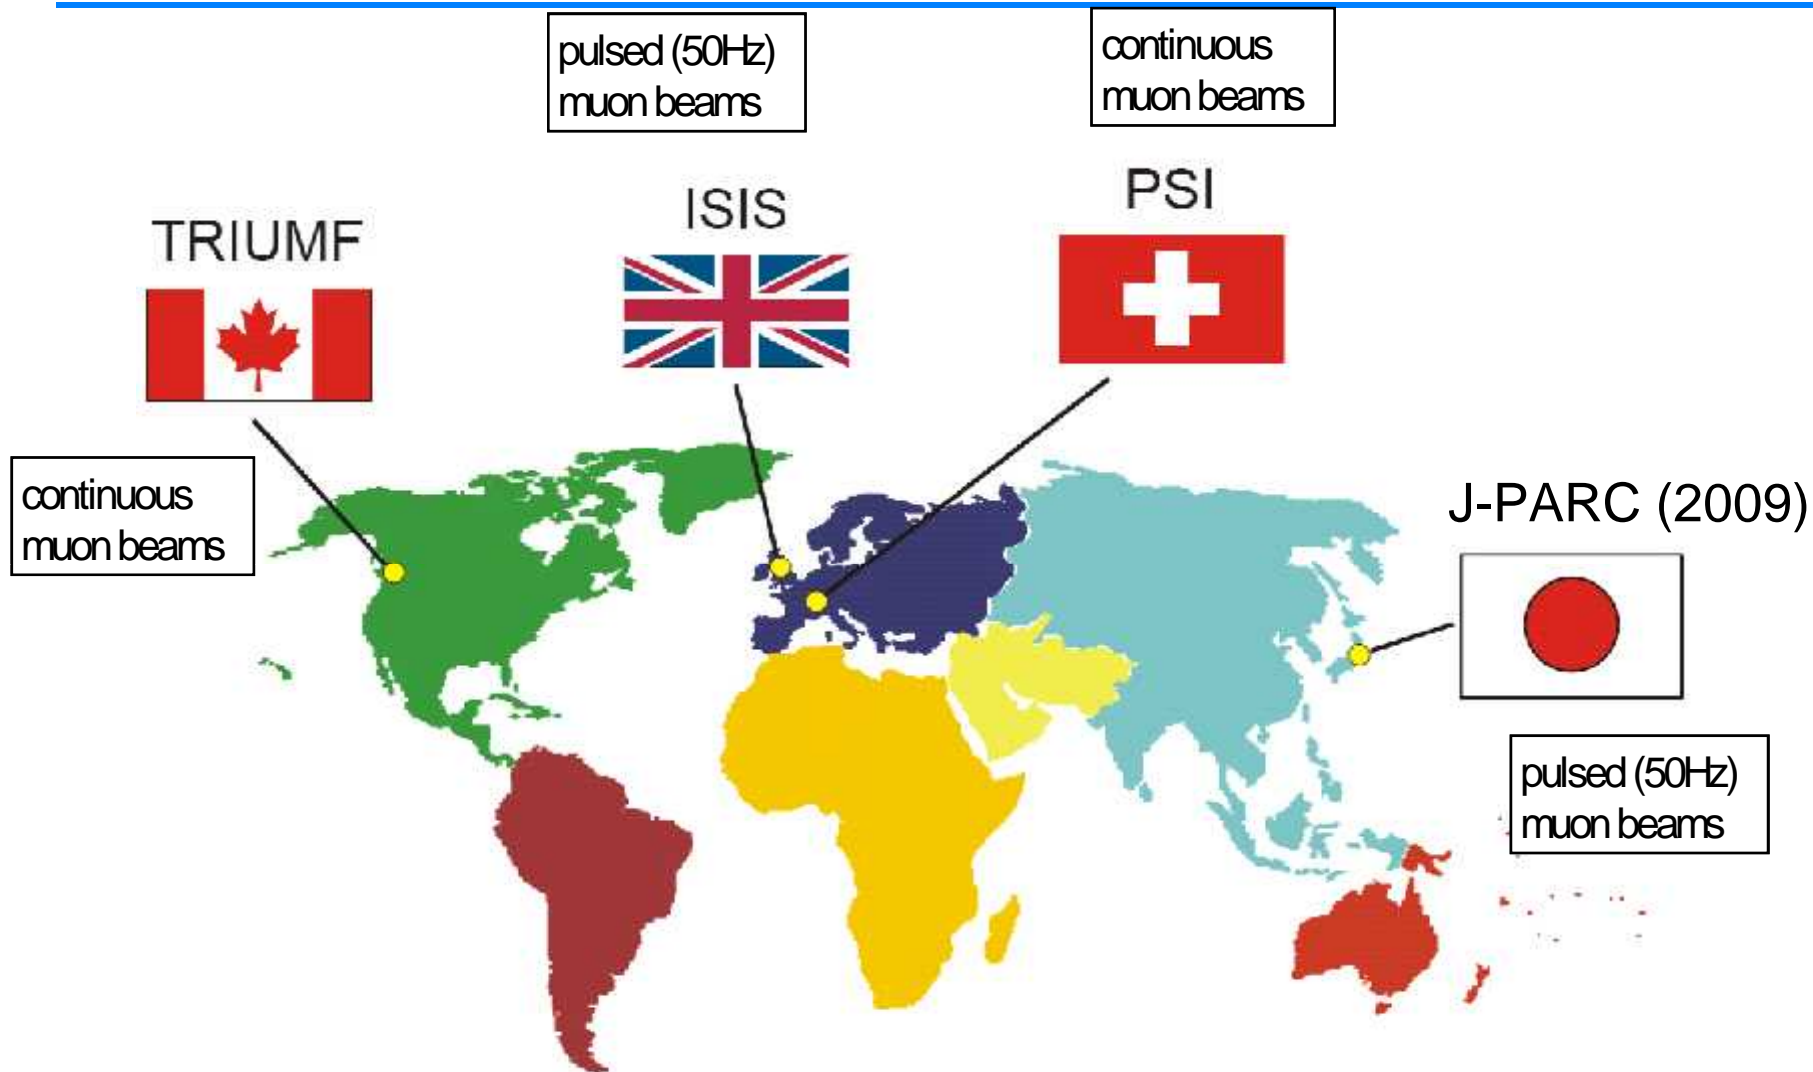 pulsed (50Hz)
muon beams
continuous
muon beams
PSI
ISIS
TRIUMF
continuous
muon beams
J-PARC (2009)
pulsed (50Hz)
muon beams